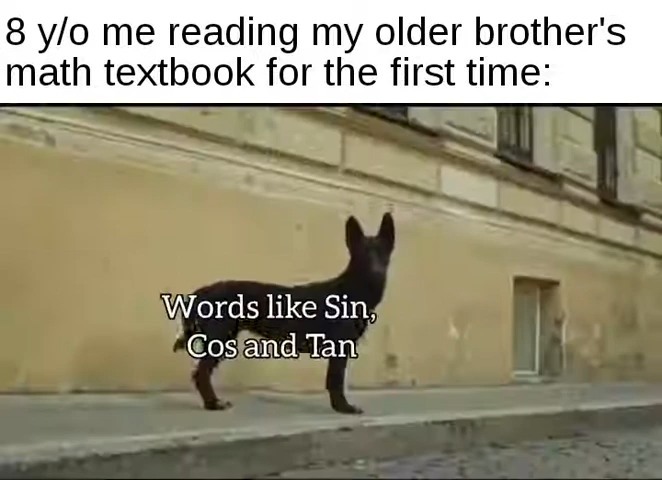 8 y/o me reading my older brother's
math textbook for the first time:
Words like Sin,
Cos and Tan